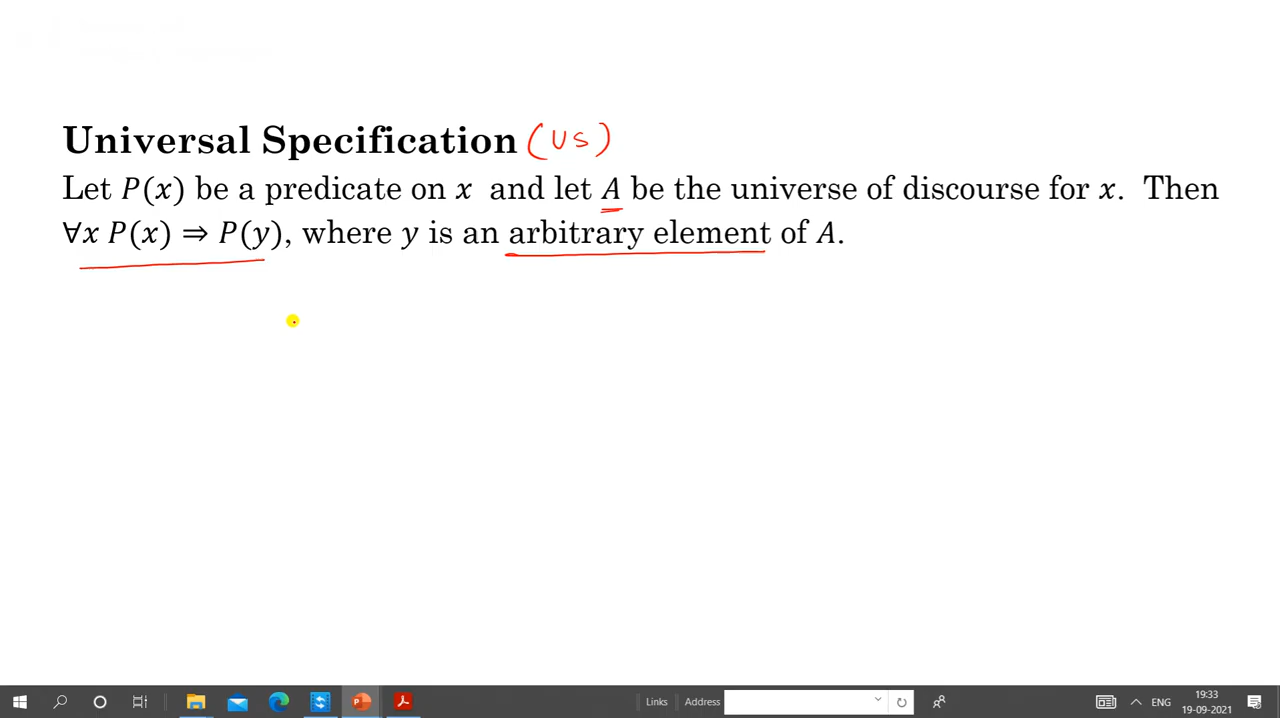 Universal Specification (US)
Let P(x) be a predicate on x and let A be the universe of discourse for x. Then
∀x P(x) ⇒ P(y), where y is an arbitrary element of A.
Links Address ENG 19:33
19-09-2021